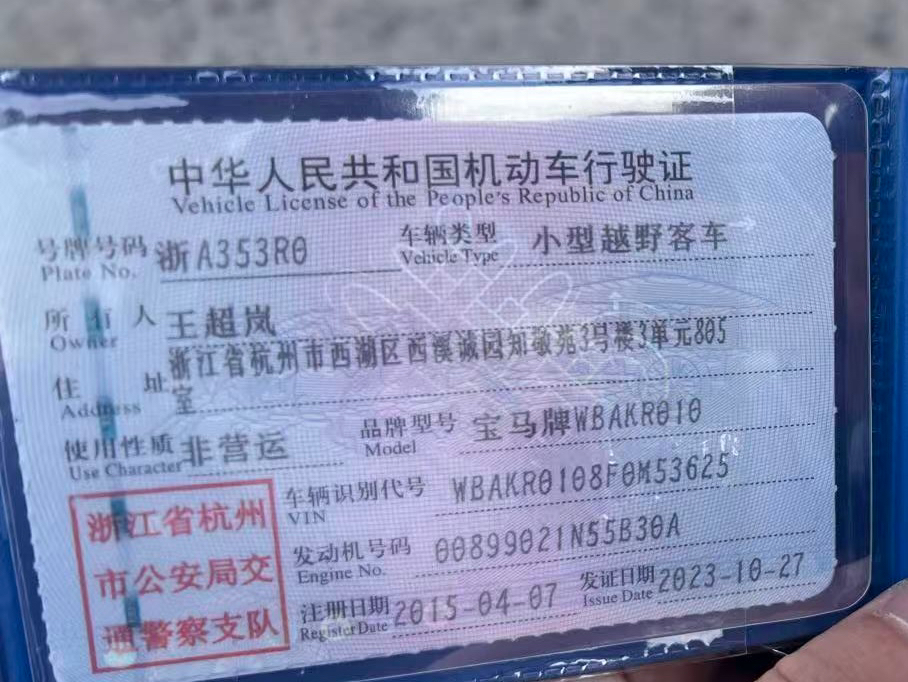 中华人民共和国机动车行驶证
Vehicle License of the People's Republic of China
号牌号码 浙A353R0 车辆类型 小型越野客车
Plate No. Vehicle Type
所有人 王超岚
Owner
浙江省杭州市西湖区西溪诚园知敬苑3号楼3单元805
住址 室
Address
使用性质 非营运 品牌型号 宝马牌WBAKR010
Use Character Model
车辆识别代号 WBAKR0108F0M53625
VIN
发动机号码 00899021N55B30A
Engine No.
注册日期 2015-04-07 发证日期 2023-10-27
Register Date Issue Date
浙江省杭州
市公安局交
通警察支队